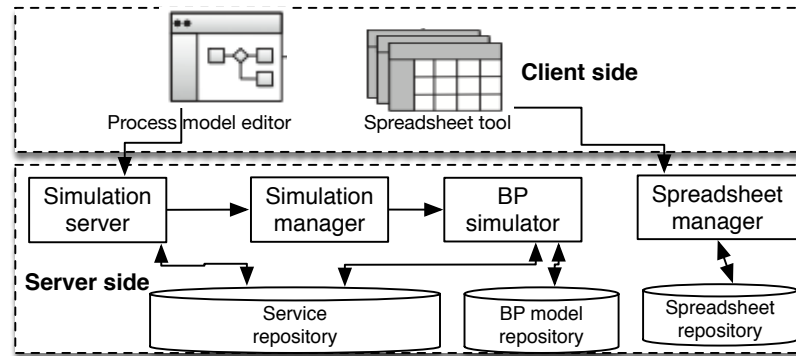 Client side
Process model editor
Spreadsheet tool
Simulation
server
Simulation
manager
BP
simulator
Spreadsheet
manager
Server side
Service
repository
BP model
repository
Spreadsheet
repository